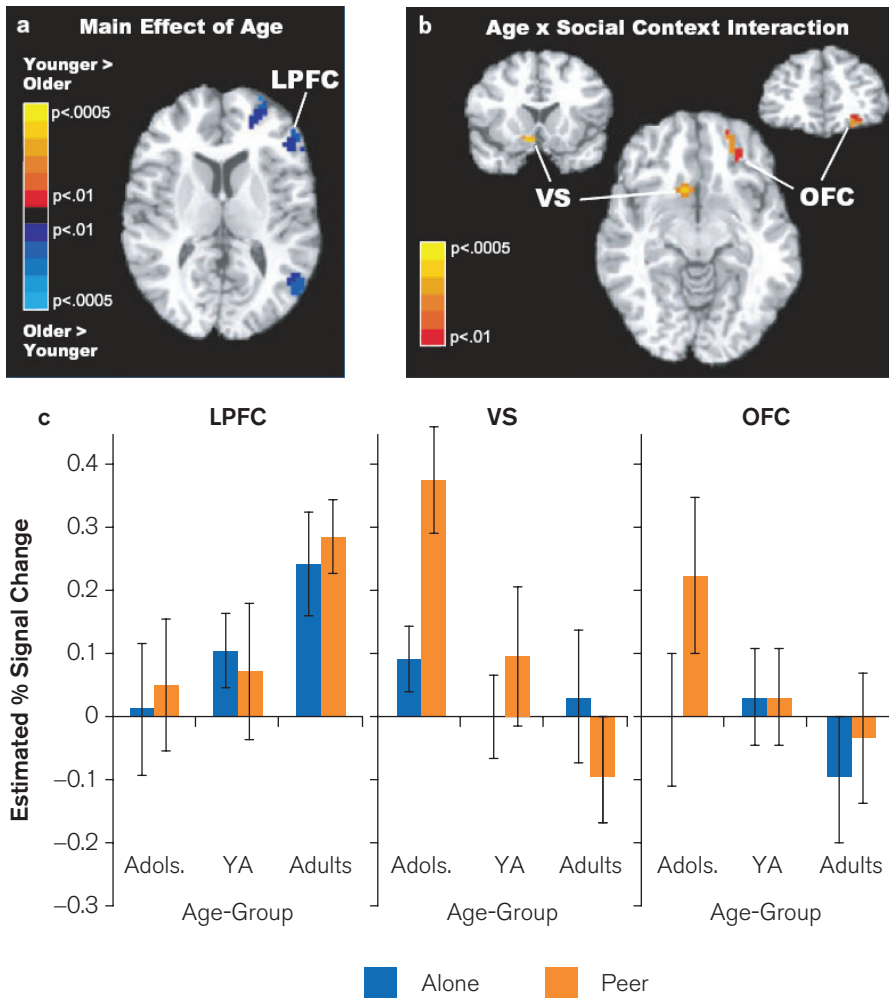 a Main Effect of Age
Younger >
Older
LPFC
p<.0005
p<.01
p<.01
p<.0005
Older >
Younger
b Age x Social Context Interaction
VS
OFC
p<.0005
p<.01
c LPFC VS OFC
Estimated % Signal Change
0.4
0.3
0.2
0.1
0
–0.1
–0.2
–0.3
Adols. YA Adults Adols. YA Adults Adols. YA Adults
Age-Group Age-Group Age-Group
Alone Peer